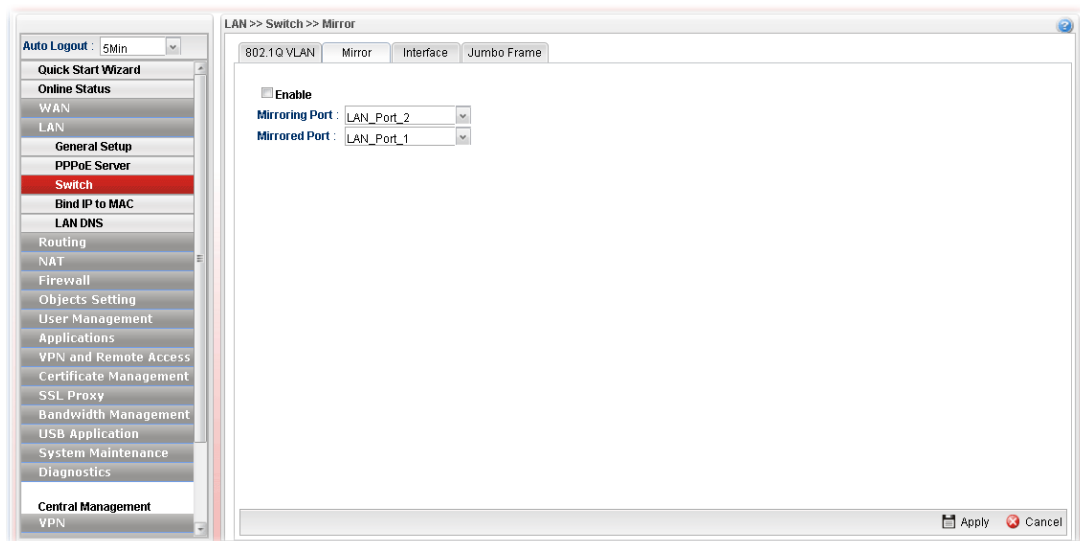 LAN >> Switch >> Mirror
Auto Logout : 5Min
Quick Start Wizard
Online Status
WAN
LAN
General Setup
PPPoE Server
Switch
Bind IP to MAC
LAN DNS
Routing
NAT
Firewall
Objects Setting
User Management
Applications
VPN and Remote Access
Certificate Management
SSL Proxy
Bandwidth Management
USB Application
System Maintenance
Diagnostics
Central Management
VPN
802.1Q VLAN Mirror Interface Jumbo Frame
Enable
Mirroring Port : LAN_Port_2
Mirrored Port : LAN_Port_1
Apply Cancel